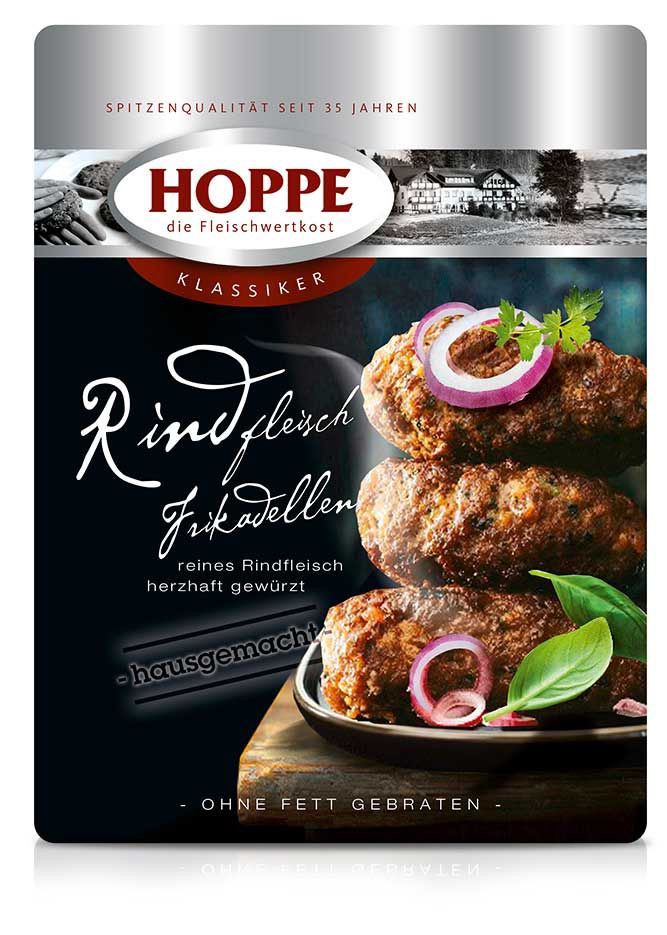 SPITZENQUALITÄT SEIT 35 JAHREN
HOPPE
die Fleischwertkost
KLASSIKER
Rindfleisch
Frikadellen
reines Rindfleisch
herzhaft gewürzt
- hausgemacht -
- OHNE FETT GEBRATEN -